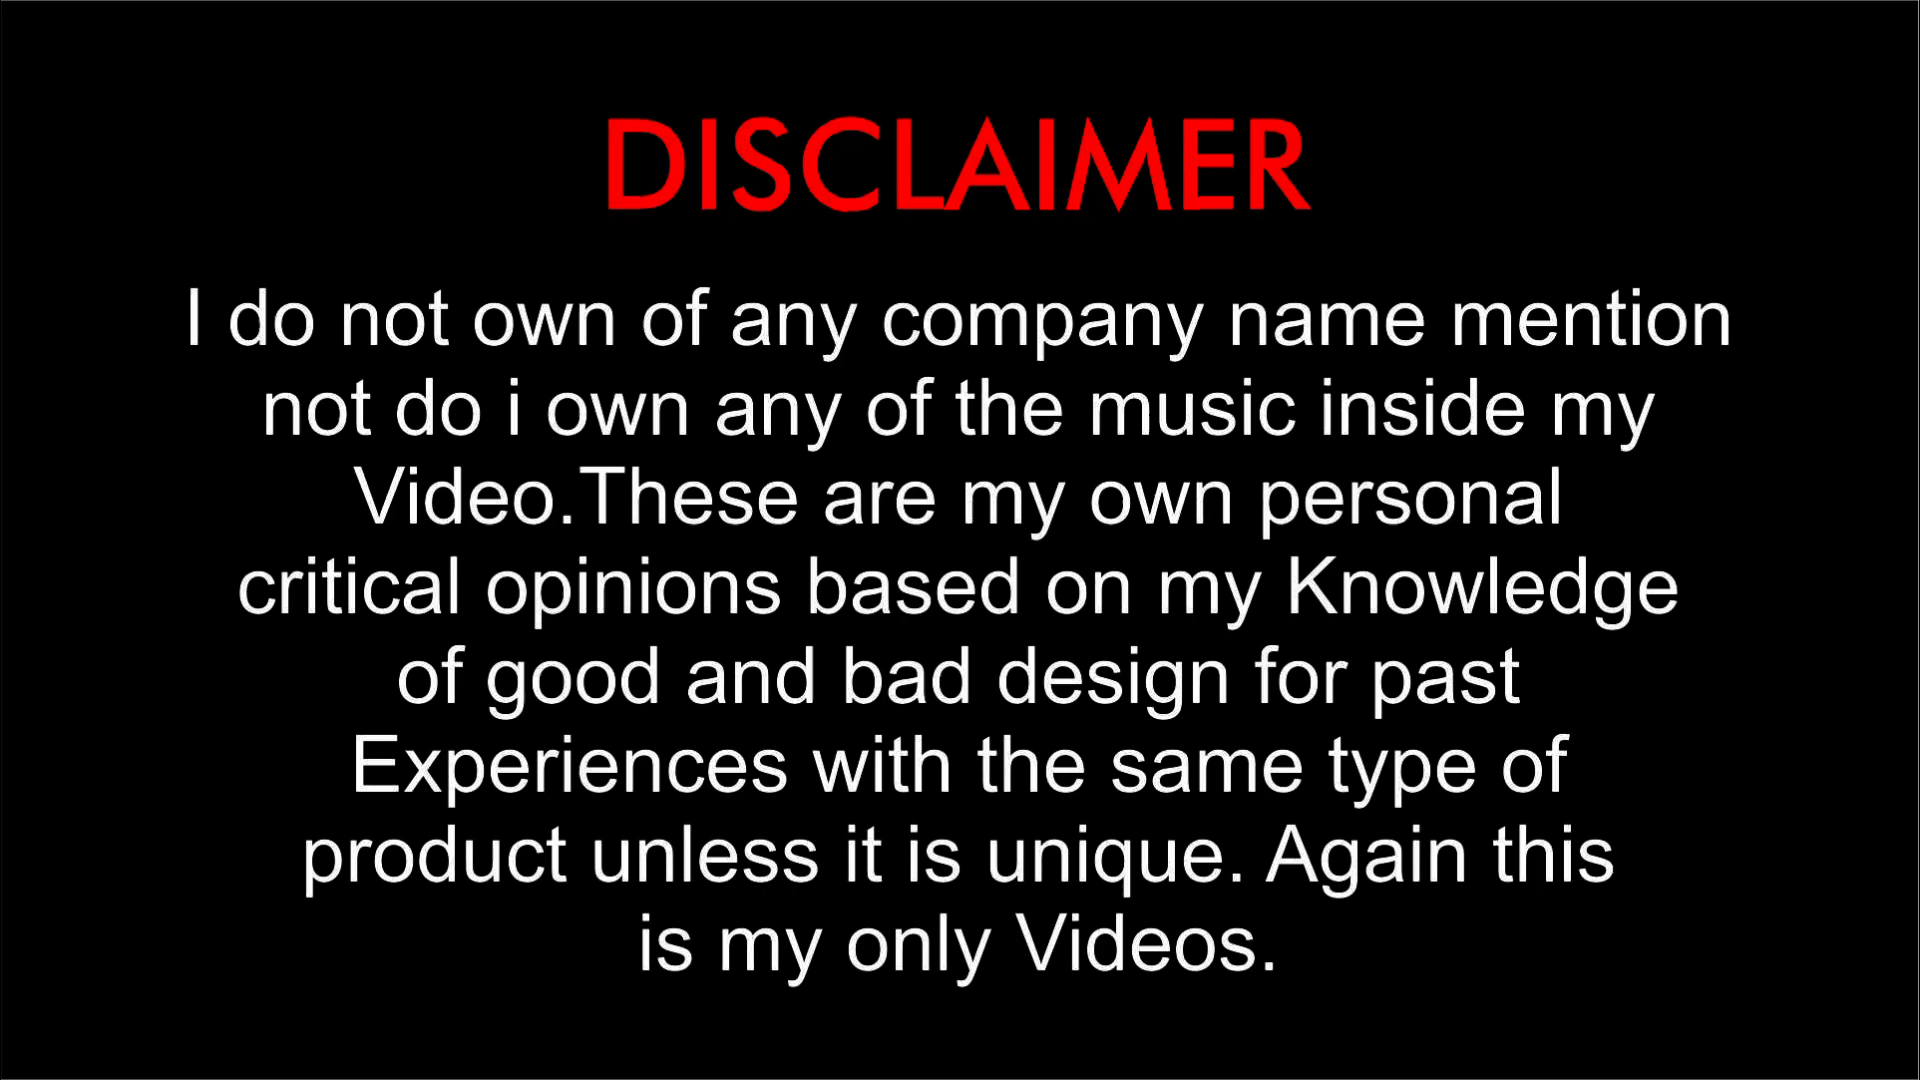 DISCLAIMER
I do not own of any company name mention
not do i own any of the music inside my
Video.These are my own personal
critical opinions based on my Knowledge
of good and bad design for past
Experiences with the same type of
product unless it is unique. Again this
is my only Videos.